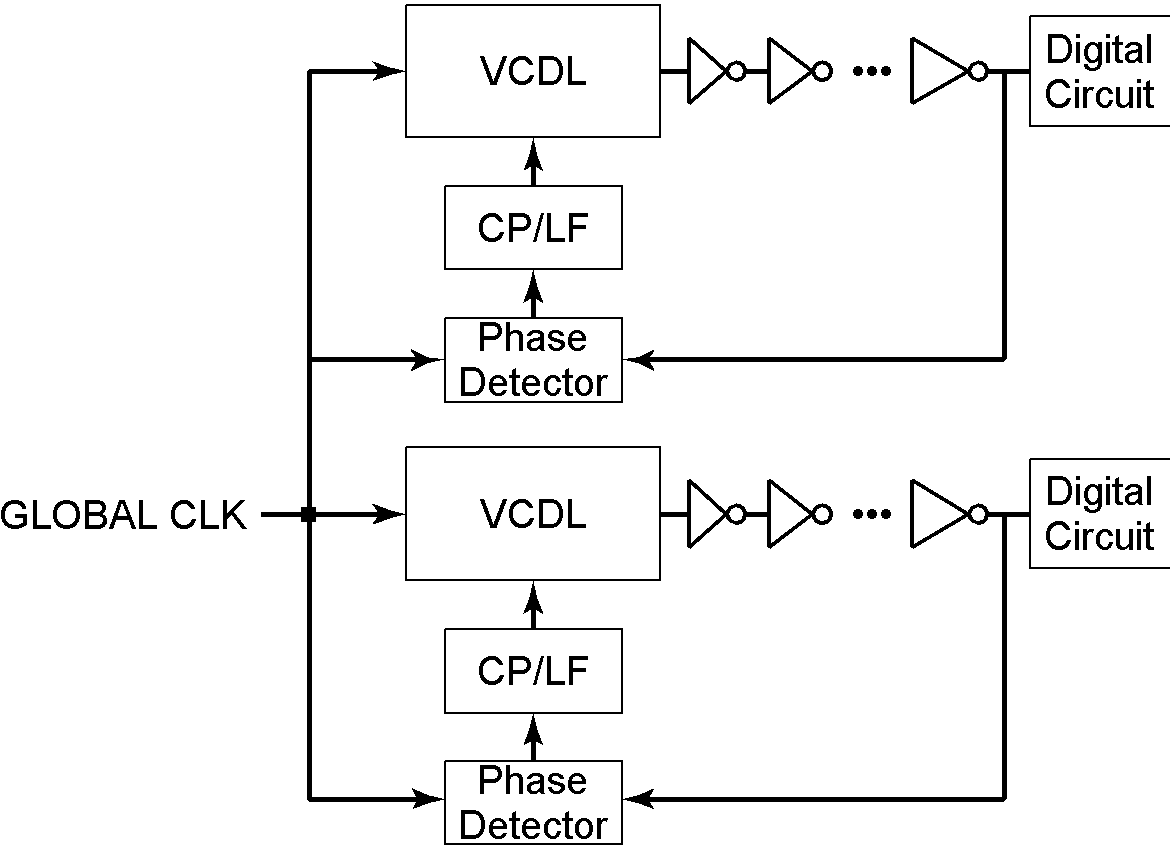 VCDL
Digital
Circuit
CP/LF
Phase
Detector
GLOBAL CLK
VCDL
Digital
Circuit
CP/LF
Phase
Detector